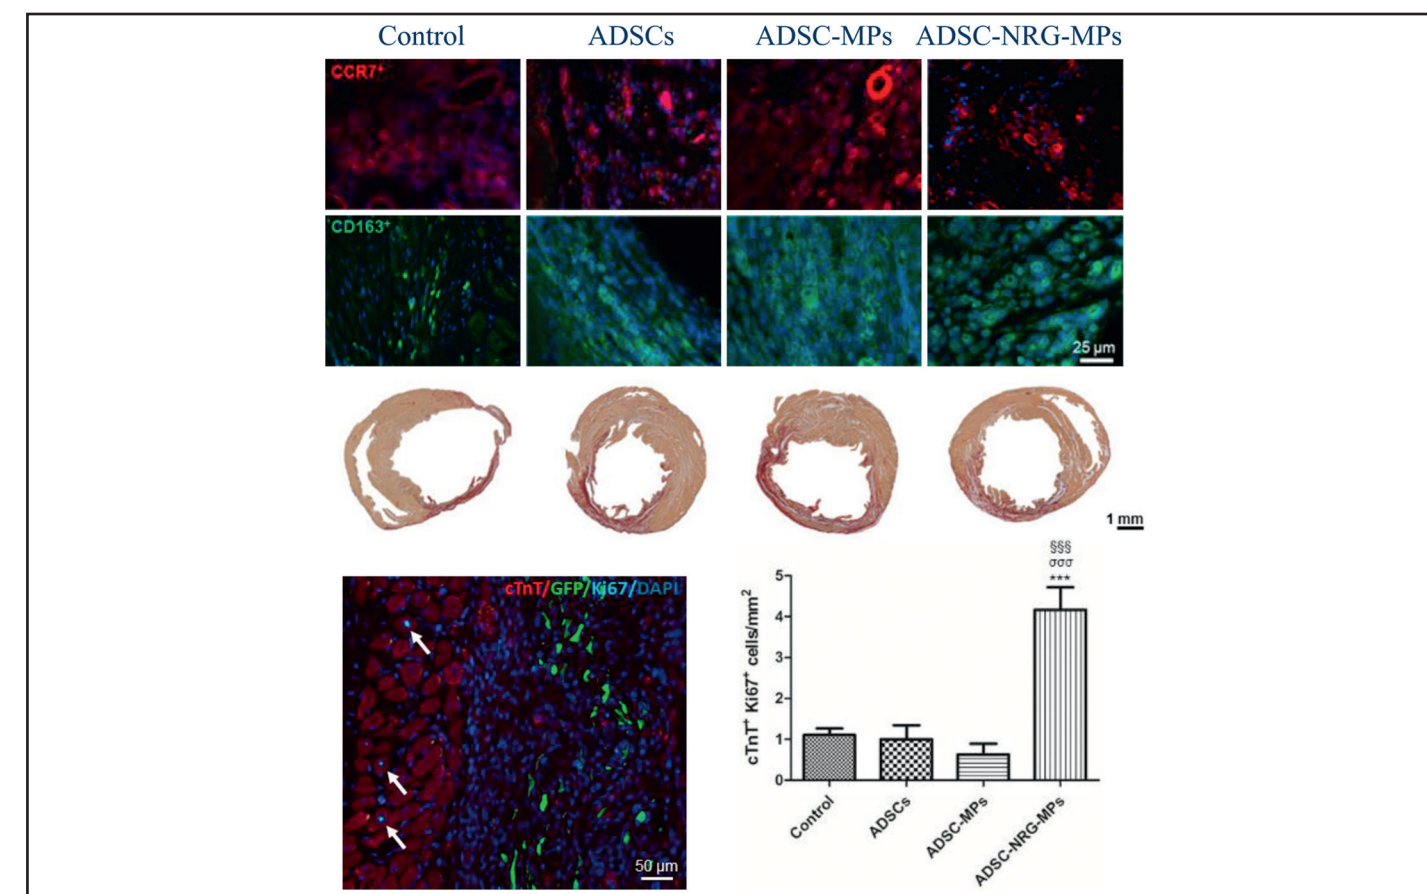 Control ADSCs ADSC-MPs ADSC-NRG-MPs
CCR7⁺
CD163⁺
25 µm
1 mm
cTnT/GFP/Ki67/DAPI
50 µm
§§§
σσσ
***
5
4
3
2
1
0
cTnT⁺ Ki67⁺ cells/mm²
Control
ADSCs
ADSC-MPs
ADSC-NRG-MPs